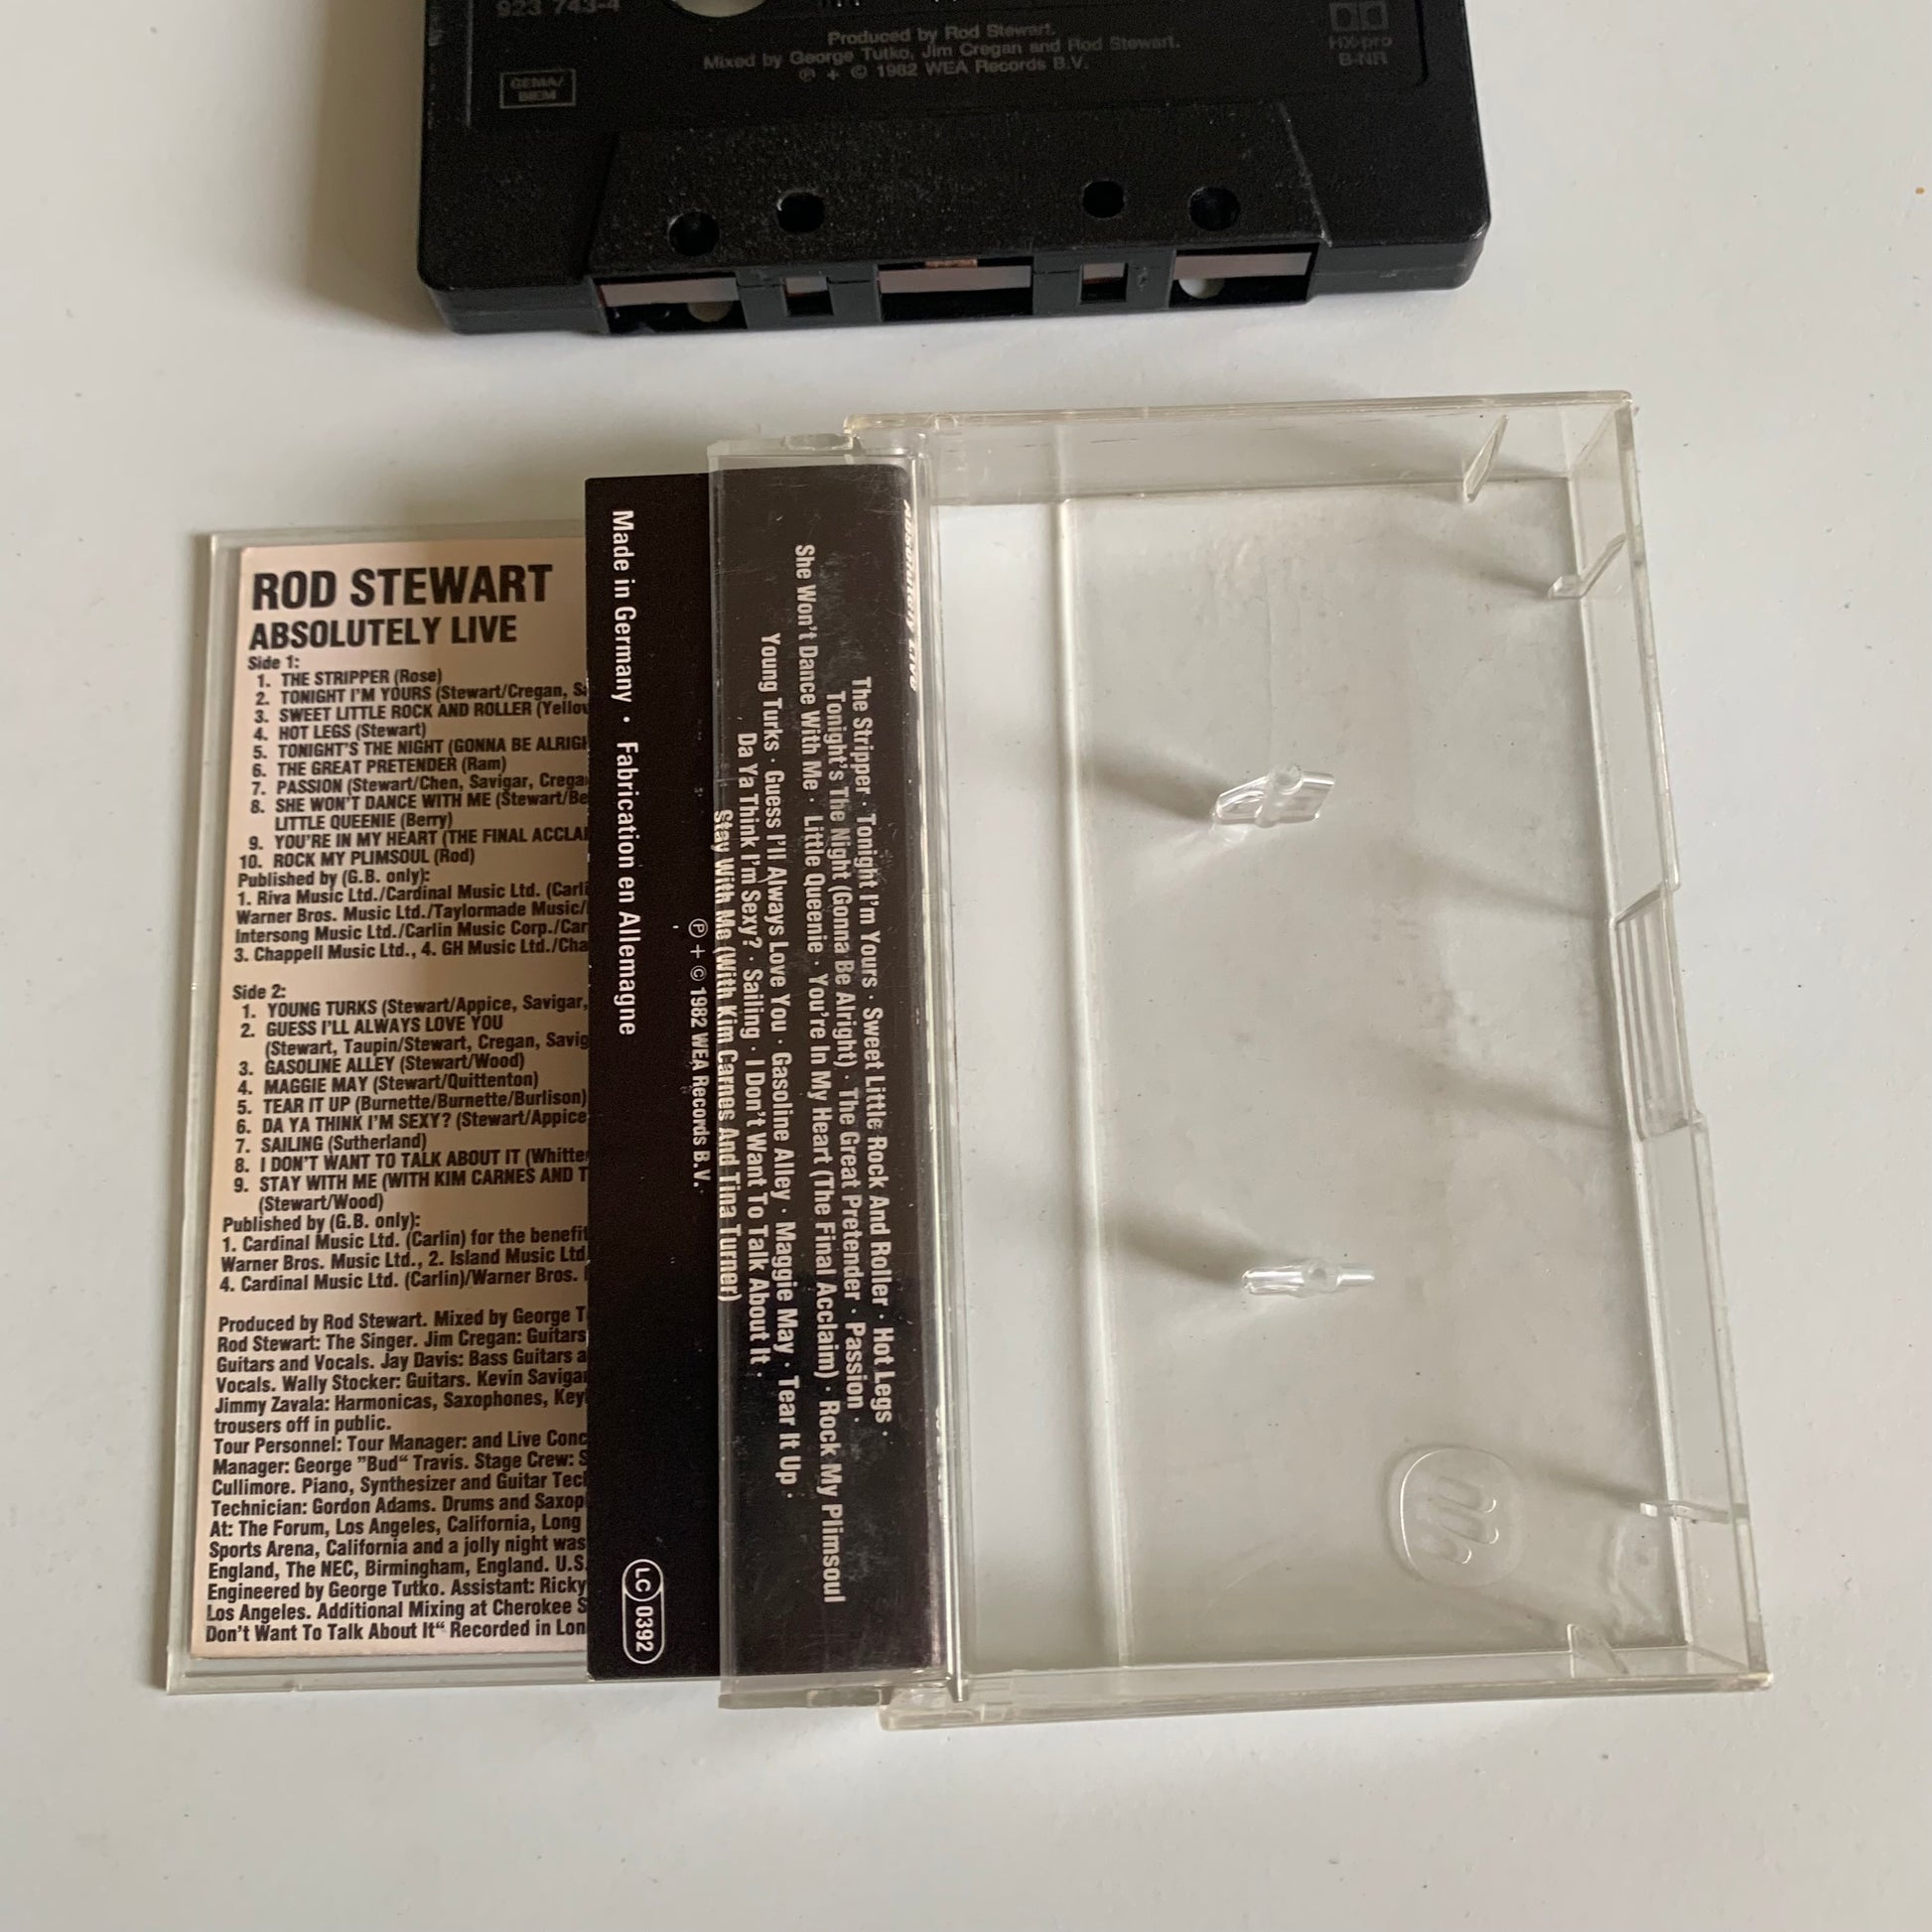 923 743-4
Produced by Rod Stewart.
Mixed by George Tutko, Jim Cregan and Rod Stewart.
℗ + © 1982 WEA Records B.V.
GEMA/
BIEM
HX-pro
B-NR
ROD STEWART
ABSOLUTELY LIVE
Side 1:
1. THE STRIPPER (Rose)
2. TONIGHT I'M YOURS (Stewart/Cregan,
3. SWEET LITTLE ROCK AND ROLLER
4. HOT LEGS (Stewart)
5. TONIGHT'S THE NIGHT (GONNA BE
6. THE GREAT PRETENDER (Ram)
7. PASSION (Stewart/Chen, Savigar,
8. SHE WON'T DANCE WITH ME
LITTLE QUEENIE (Berry)
9. YOU'RE IN MY HEART (THE FINAL
10. ROCK MY PLIMSOUL (Rod)
Published by (G.B. only):
1. Riva Music Ltd./Cardinal Music Ltd.
Warner Bros. Music Ltd./Taylormade Music/
Intersong Music Ltd./Carlin Music Corp./
3. Chappell Music Ltd., 4. GH Music Ltd./
Side 2:
1. YOUNG TURKS (Stewart/Appice, Savigar,
2. GUESS I'LL ALWAYS LOVE YOU
(Stewart, Taupin/Stewart, Cregan,
3. GASOLINE ALLEY (Stewart/Wood)
4. MAGGIE MAY (Stewart/Quittenton)
5. TEAR IT UP (Burnette/Burnette/Burlison)
6. DA YA THINK I'M SEXY? (Stewart/Appice
7. SAILING (Sutherland)
8. I DON'T WANT TO TALK ABOUT IT
9. STAY WITH ME (WITH KIM CARNES AND
(Stewart/Wood)
Published by (G.B. only):
1. Cardinal Music Ltd. (Carlin) for the benefit
Warner Bros. Music Ltd., 2. Island Music Ltd
4. Cardinal Music Ltd. (Carlin)/Warner Bros.
Produced by Rod Stewart. Mixed by George
Rod Stewart: The Singer. Jim Cregan: Guitars
Guitars and Vocals. Jay Davis: Bass Guitars
Vocals. Wally Stocker: Guitars. Kevin
Jimmy Zavala: Harmonicas, Saxophones,
trousers off in public.
Tour Personnel: Tour Manager: and Live
Manager: George "Bud“ Travis. Stage Crew:
Cullimore. Piano, Synthesizer and Guitar
Technician: Gordon Adams. Drums and
At: The Forum, Los Angeles, California, Long
Sports Arena, California and a jolly night was
England, The NEC, Birmingham, England. U.S.
Engineered by George Tutko. Assistant: Ricky
Los Angeles. Additional Mixing at Cherokee
Don't Want To Talk About It“ Recorded in
Made in Germany · Fabrication en Allemagne
LC 0392
The Stripper · Tonight I'm Yours · Sweet Little Rock And Roller · Hot Legs ·
Tonight's The Night (Gonna Be Alright) · The Great Pretender · Passion ·
She Won't Dance With Me · Little Queenie · You're In My Heart (The Final Acclaim) · Rock My Plimsoul
Young Turks · Guess I'll Always Love You · Gasoline Alley · Maggie May · Tear It Up ·
Da Ya Think I'm Sexy? · Sailing · I Don't Want To Talk About It ·
Stay With Me (With Kim Carnes And Tina Turner)
℗ + © 1982 WEA Records B.V.